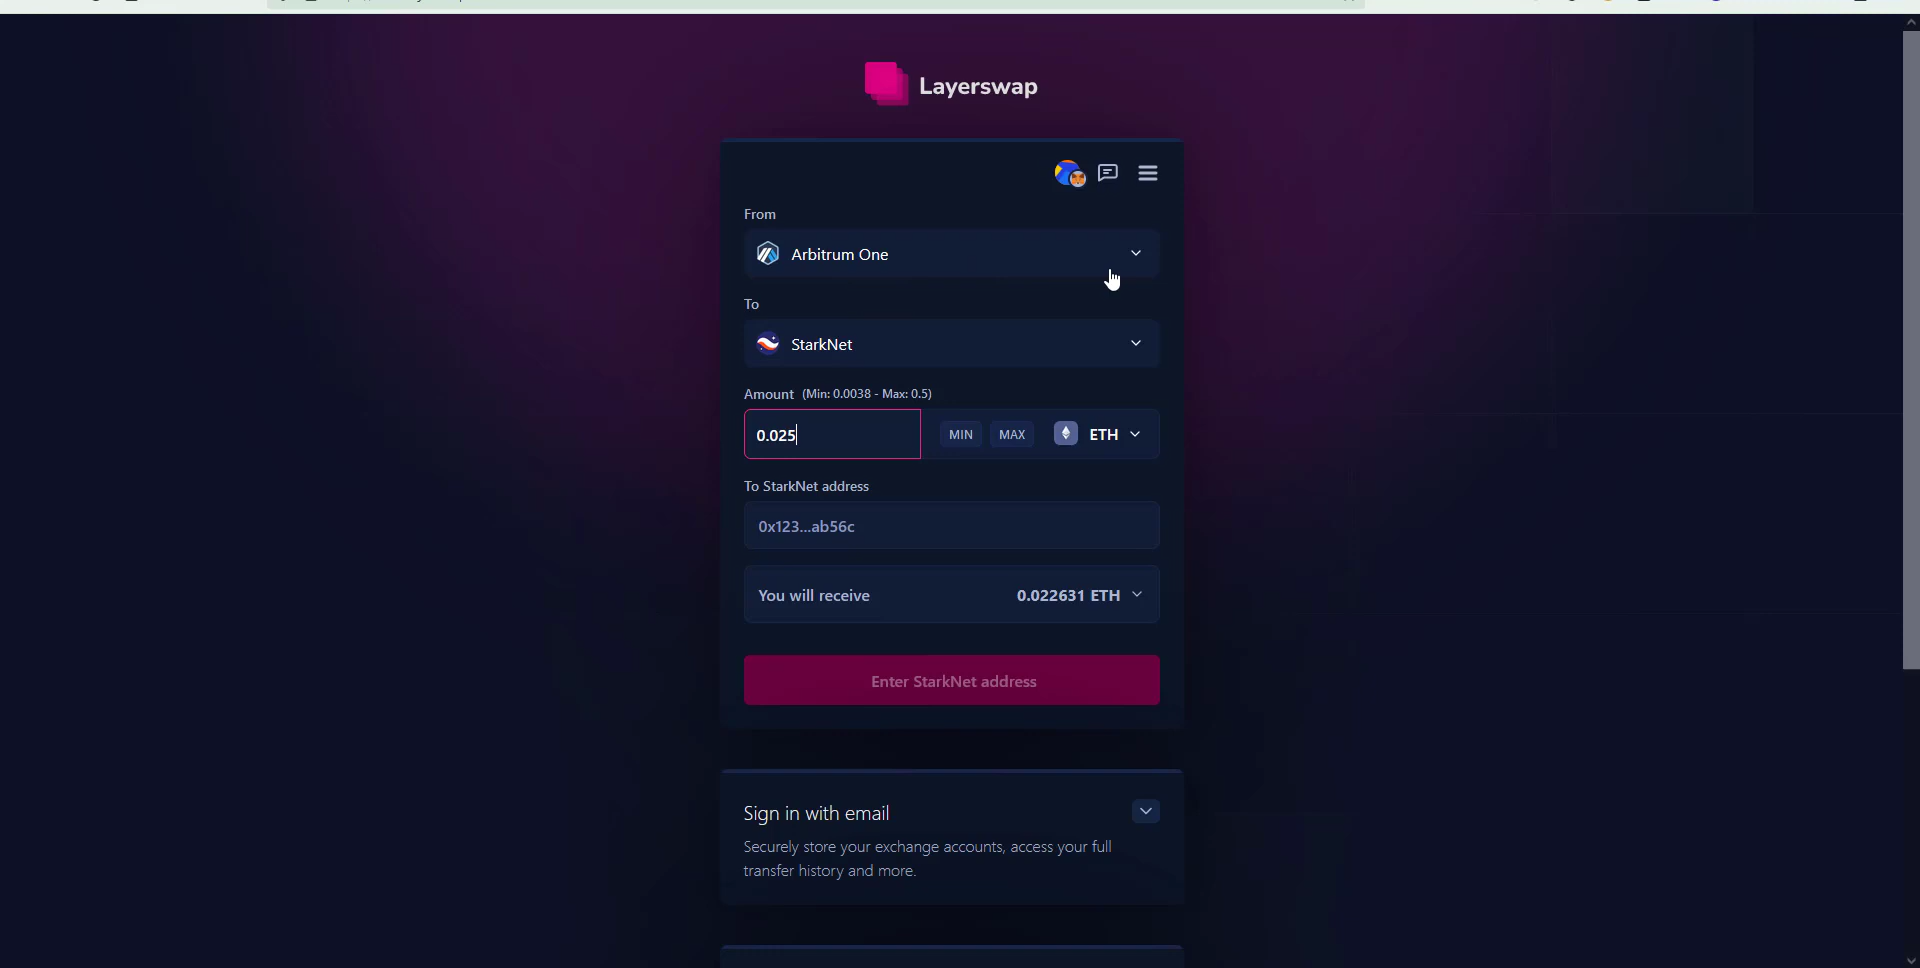 Layerswap
From
Arbitrum One
To
StarkNet
Amount (Min: 0.0038 - Max: 0.5)
0.025 MIN MAX ETH
To StarkNet address
0x123...ab56c
You will receive 0.022631 ETH
Enter StarkNet address
Sign in with email
Securely store your exchange accounts, access your full
transfer history and more.